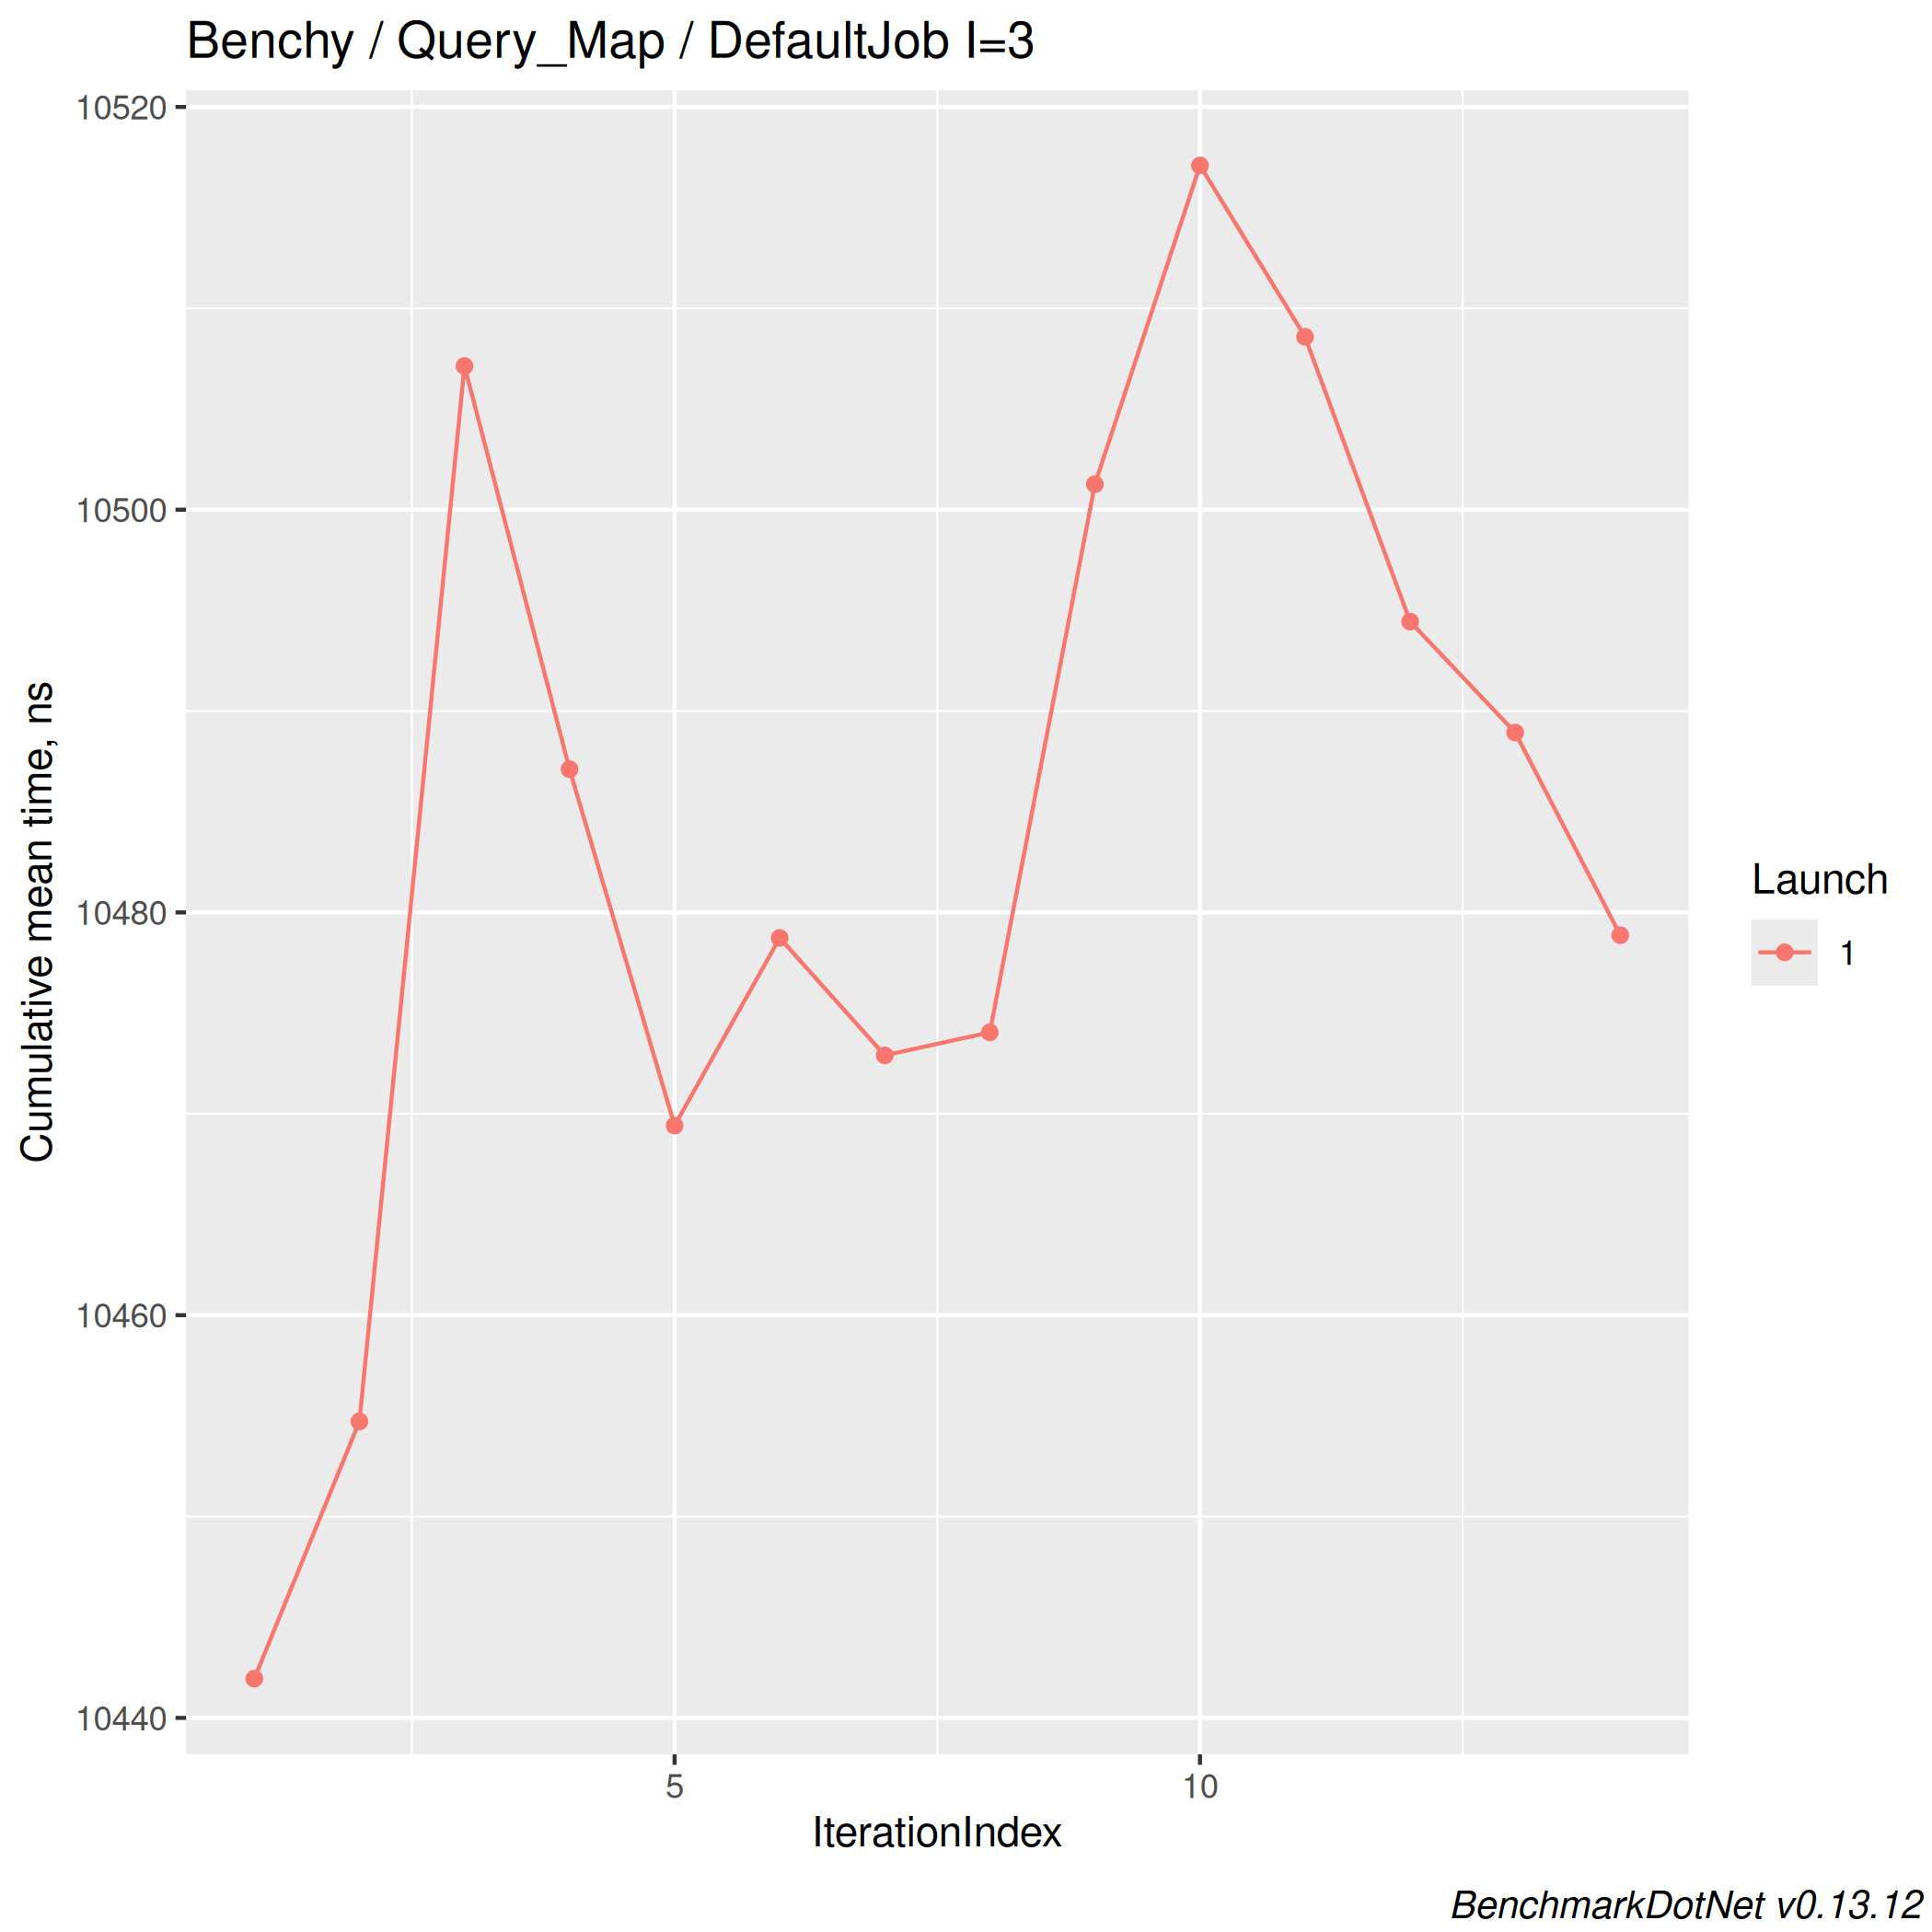 Benchy / Query_Map / DefaultJob I=3
10520
10500
10480
10460
10440
Cumulative mean time, ns
5
10
IterationIndex
Launch
1
BenchmarkDotNet v0.13.12